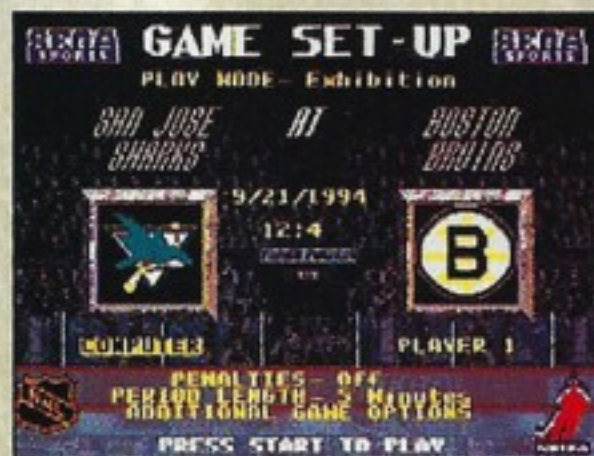 SEGA SPORTS GAME SET-UP SEGA SPORTS
PLAY MODE- Exhibition
SAN JOSE SHARKS AT BOSTON BRUINS
9/21/1994
12:4
B
COMPUTER PLAYER 1
PENALTIES- OFF
PERIOD LENGTH- 5 Minutes
ADDITIONAL GAME OPTIONS
NHL
PRESS START TO PLAY